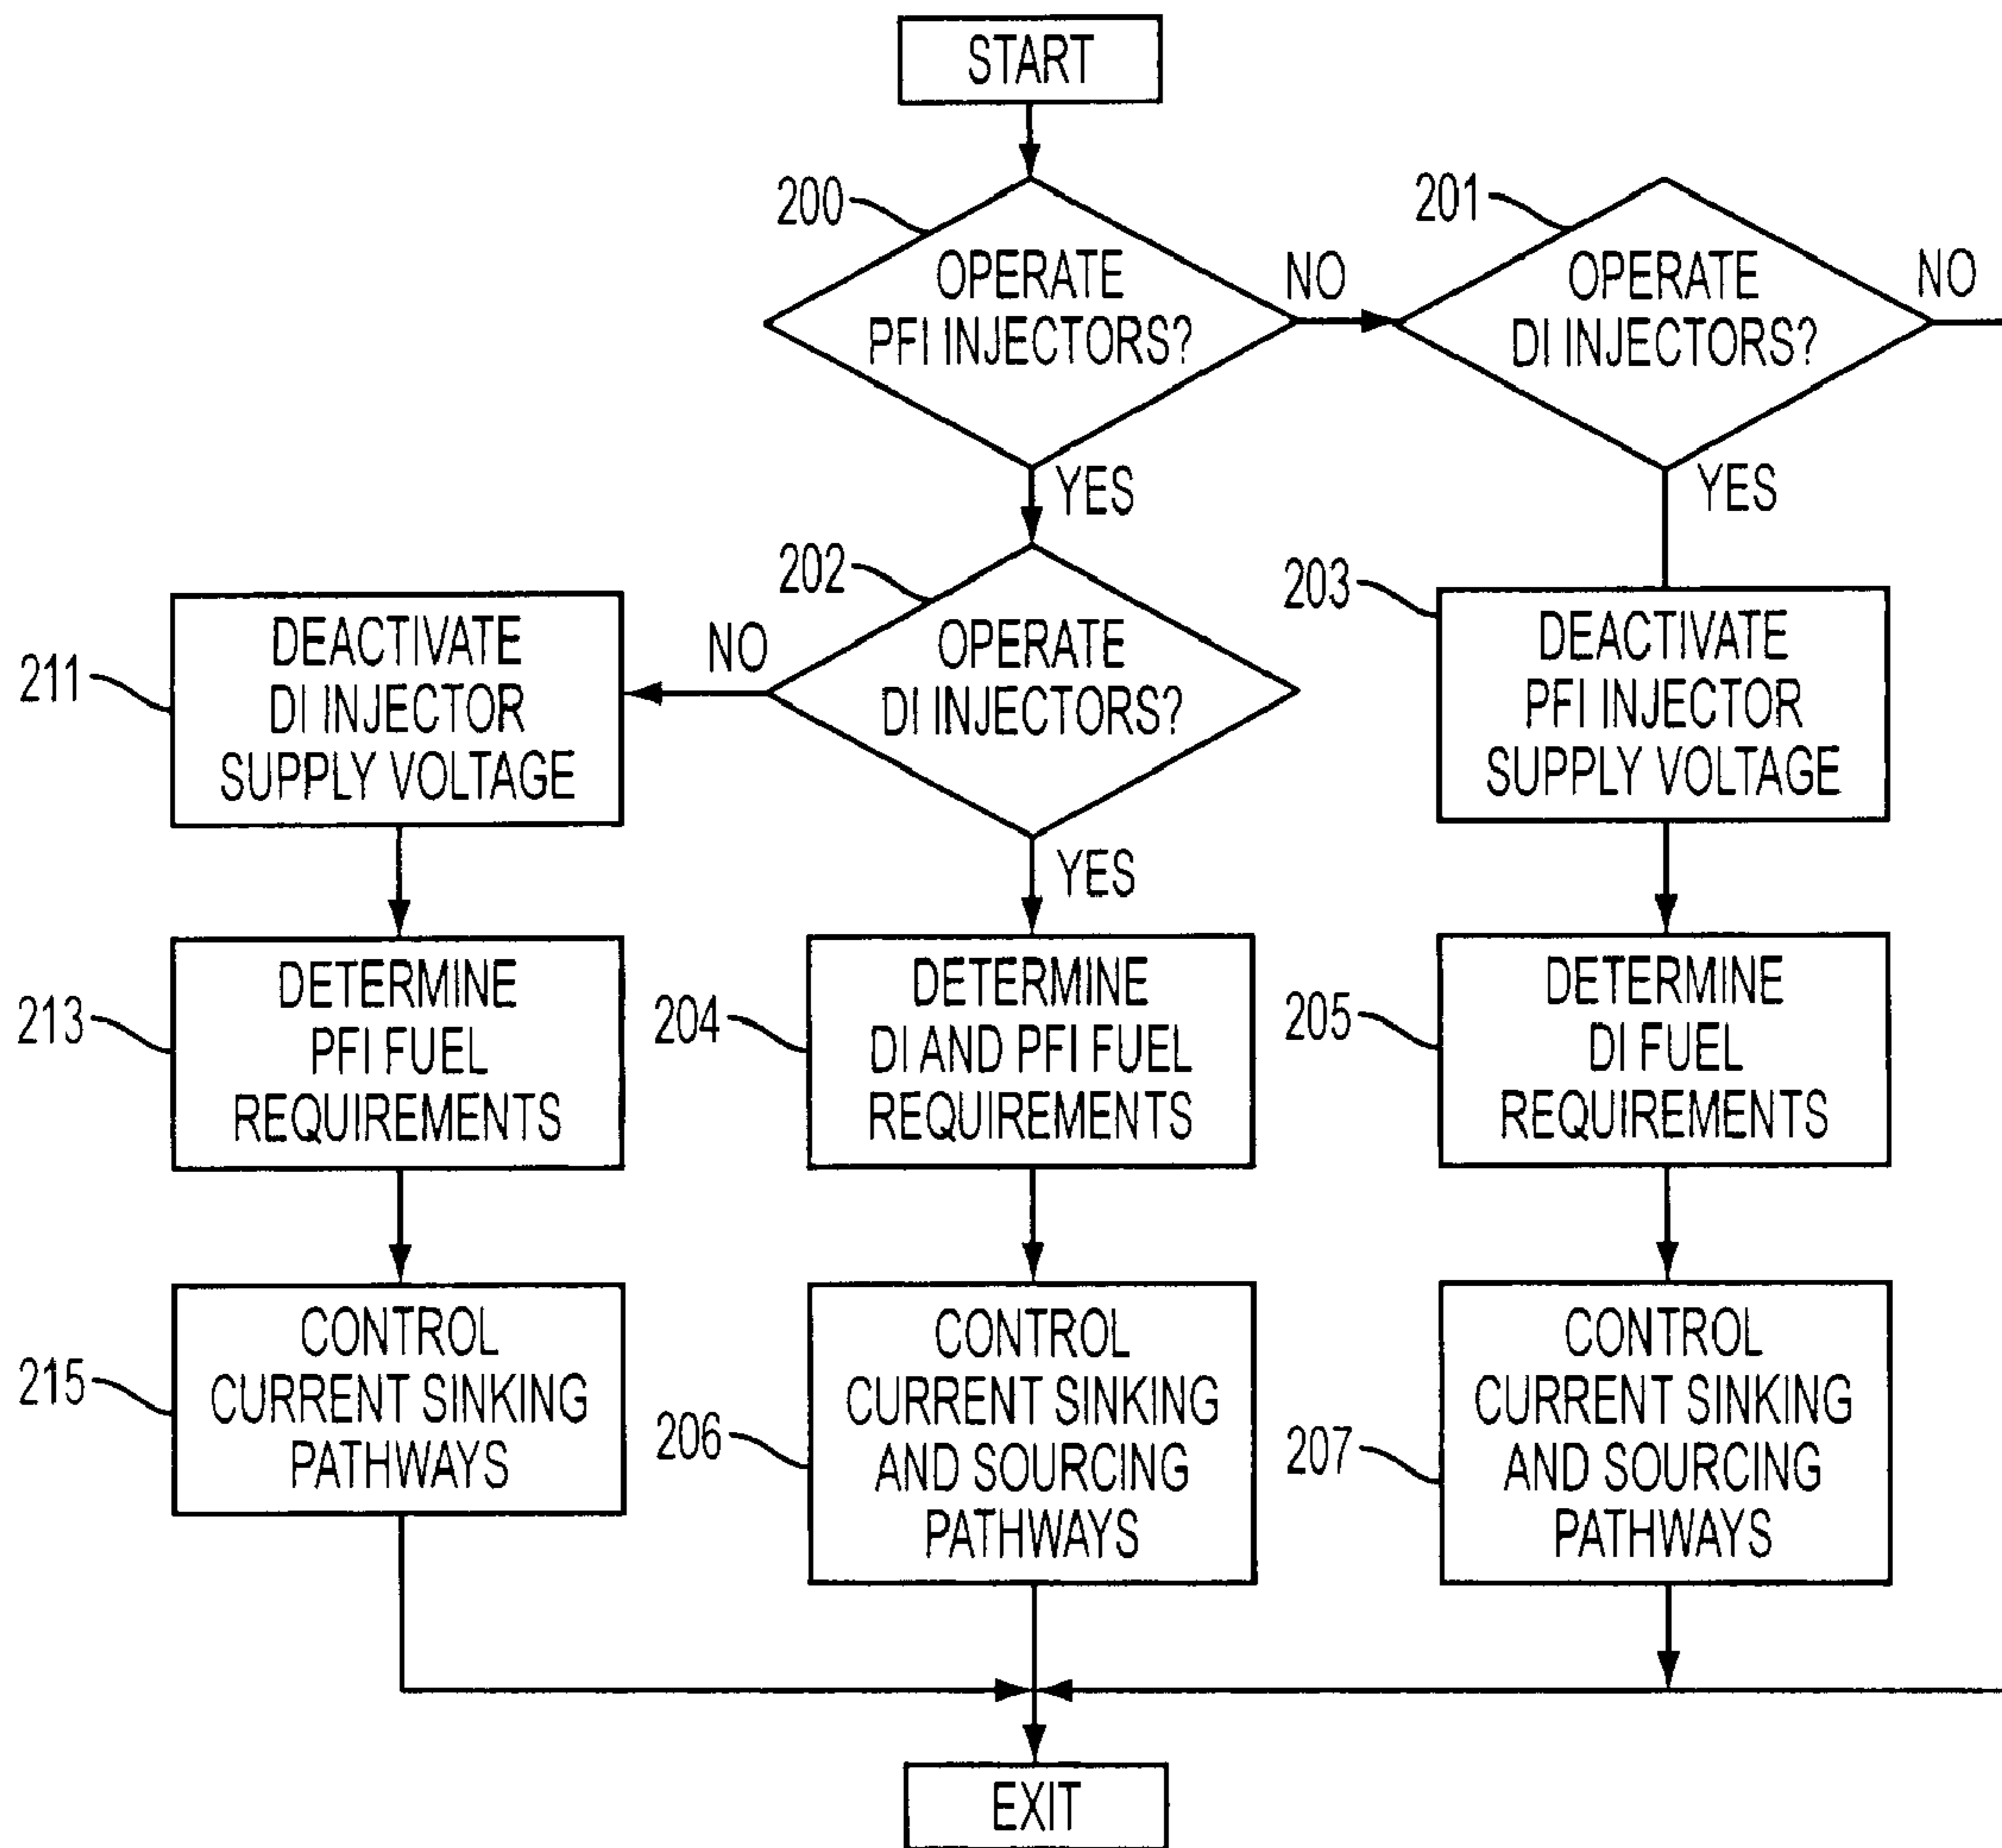 START
200
OPERATE
PFI INJECTORS?
NO
201
OPERATE
DI INJECTORS?
NO
YES
YES
202
OPERATE
DI INJECTORS?
NO
YES
203
DEACTIVATE
PFI INJECTOR
SUPPLY VOLTAGE
211
DEACTIVATE
DI INJECTOR
SUPPLY VOLTAGE
213
DETERMINE
PFI FUEL
REQUIREMENTS
204
DETERMINE
DI AND PFI FUEL
REQUIREMENTS
205
DETERMINE
DI FUEL
REQUIREMENTS
215
CONTROL
CURRENT SINKING
PATHWAYS
206
CONTROL
CURRENT SINKING
AND SOURCING
PATHWAYS
207
CONTROL
CURRENT SINKING
AND SOURCING
PATHWAYS
EXIT